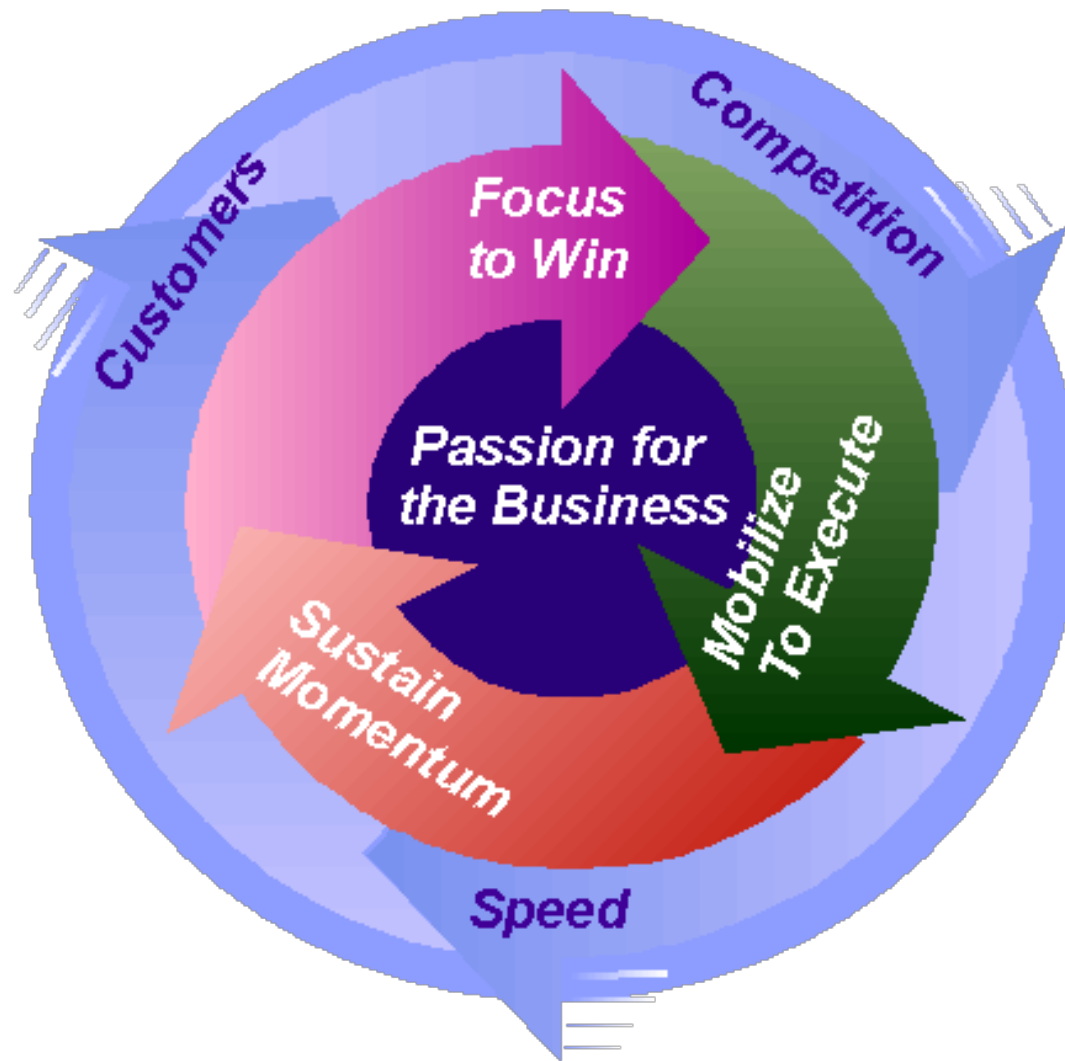 Customers
Competition
Focus
to Win
Passion for
the Business
Mobilize
To Execute
Sustain
Momentum
Speed